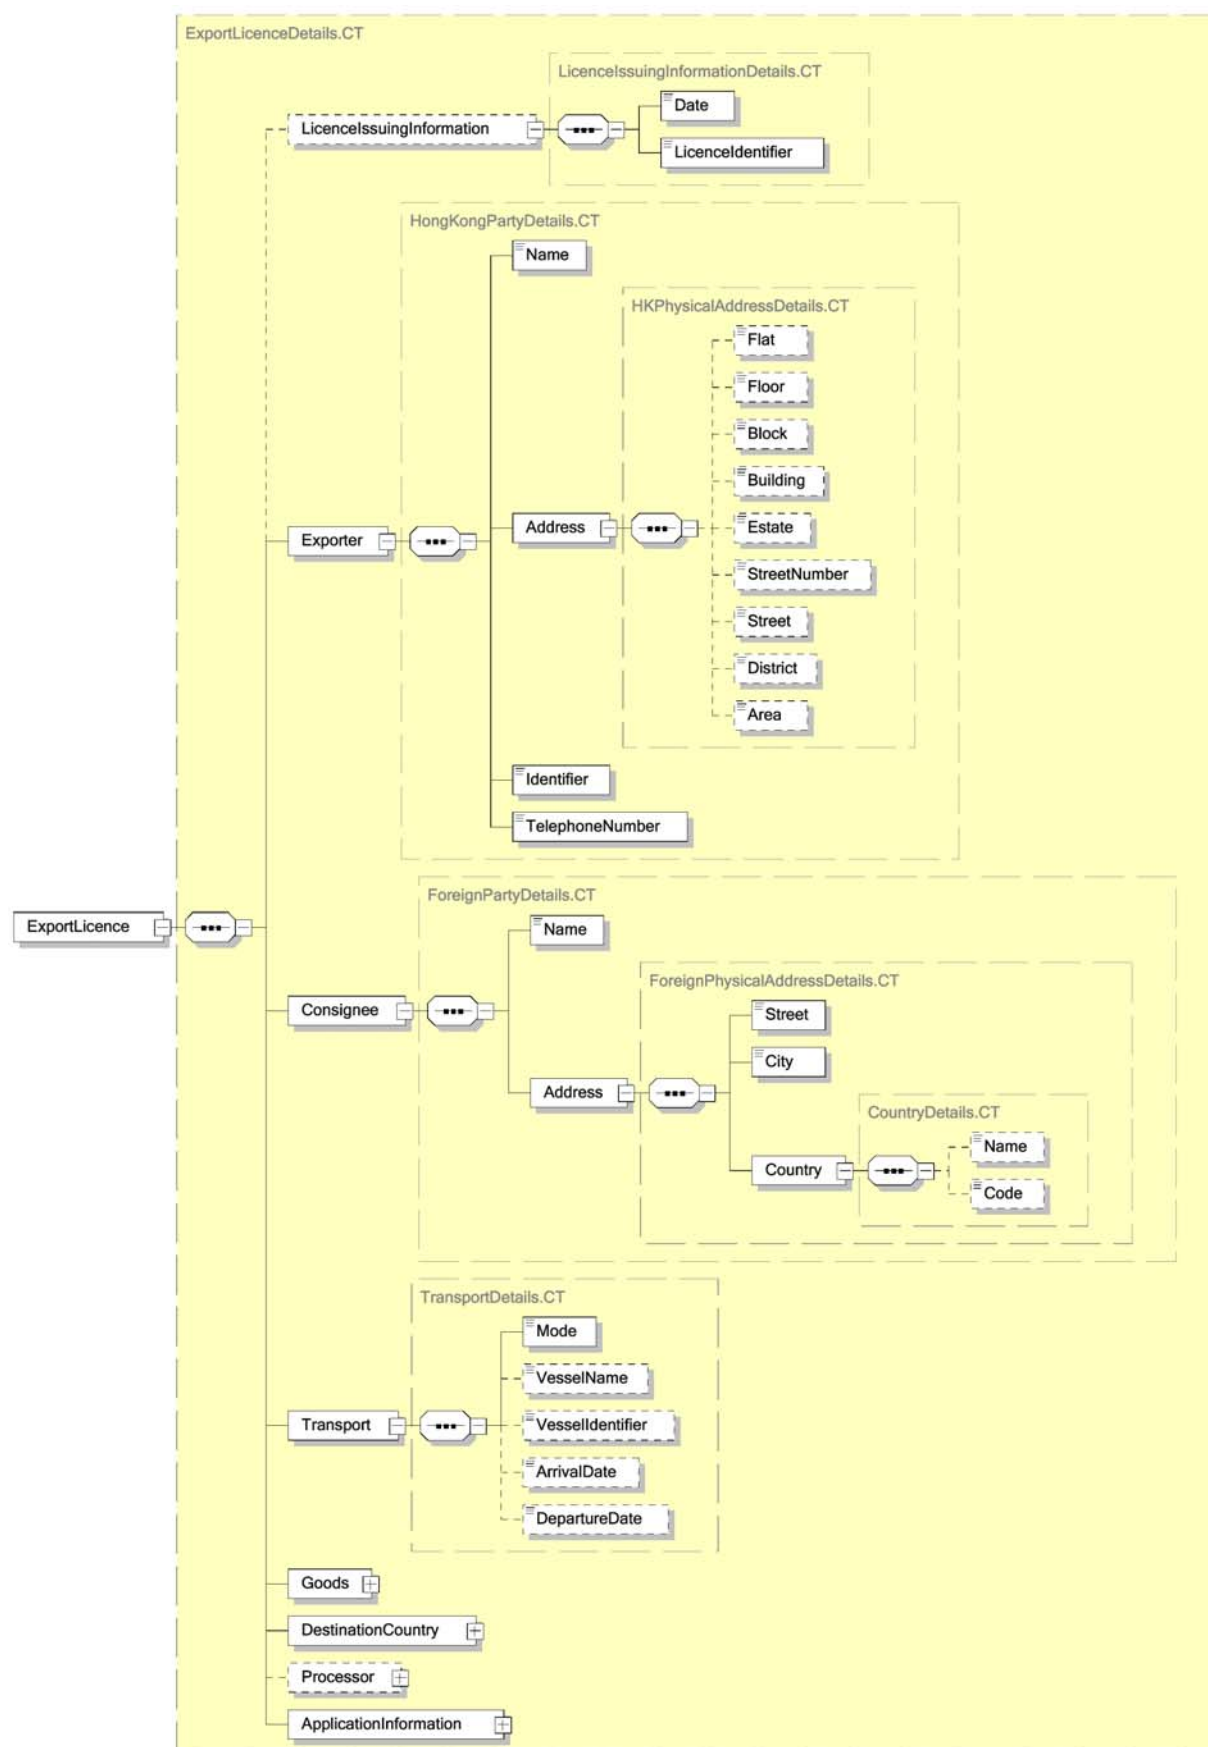 ExportLicenceDetails.CT
LicenceIssuingInformationDetails.CT
Date
LicenceIssuingInformation
LicenceIdentifier
HongKongPartyDetails.CT
Name
HKPhysicalAddressDetails.CT
Flat
Floor
Block
Building
Exporter
Address
Estate
StreetNumber
Street
District
Area
Identifier
TelephoneNumber
ForeignPartyDetails.CT
ExportLicence
Name
ForeignPhysicalAddressDetails.CT
Consignee
Street
City
Address
CountryDetails.CT
Name
Country
Code
TransportDetails.CT
Mode
VesselName
Transport
VesselIdentifier
ArrivalDate
DepartureDate
Goods
DestinationCountry
Processor
ApplicationInformation